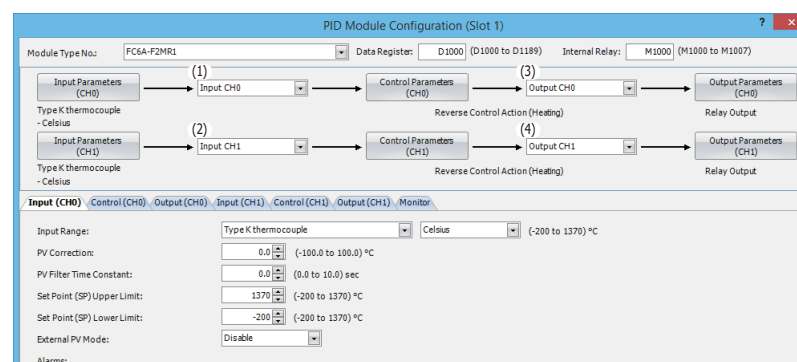 PID Module Configuration (Slot 1)
? ×
Module Type No.: FC6A-F2MR1 Data Register: D1000 (D1000 to D1189) Internal Relay: M1000 (M1000 to M1007)
(1) (3)
Input Parameters (CH0) Input CH0 Control Parameters (CH0) Output CH0 Output Parameters (CH0)
Type K thermocouple
- Celsius
Reverse Control Action (Heating)
Relay Output
(2) (4)
Input Parameters (CH1) Input CH1 Control Parameters (CH1) Output CH1 Output Parameters (CH1)
Type K thermocouple
- Celsius
Reverse Control Action (Heating)
Relay Output
Input (CH0) Control (CH0) Output (CH0) Input (CH1) Control (CH1) Output (CH1) Monitor
Input Range: Type K thermocouple Celsius (-200 to 1370) °C
PV Correction: 0.0 (-100.0 to 100.0) °C
PV Filter Time Constant: 0.0 (0.0 to 10.0) sec
Set Point (SP) Upper Limit: 1370 (-200 to 1370) °C
Set Point (SP) Lower Limit: -200 (-200 to 1370) °C
External PV Mode: Disable
Alarms: